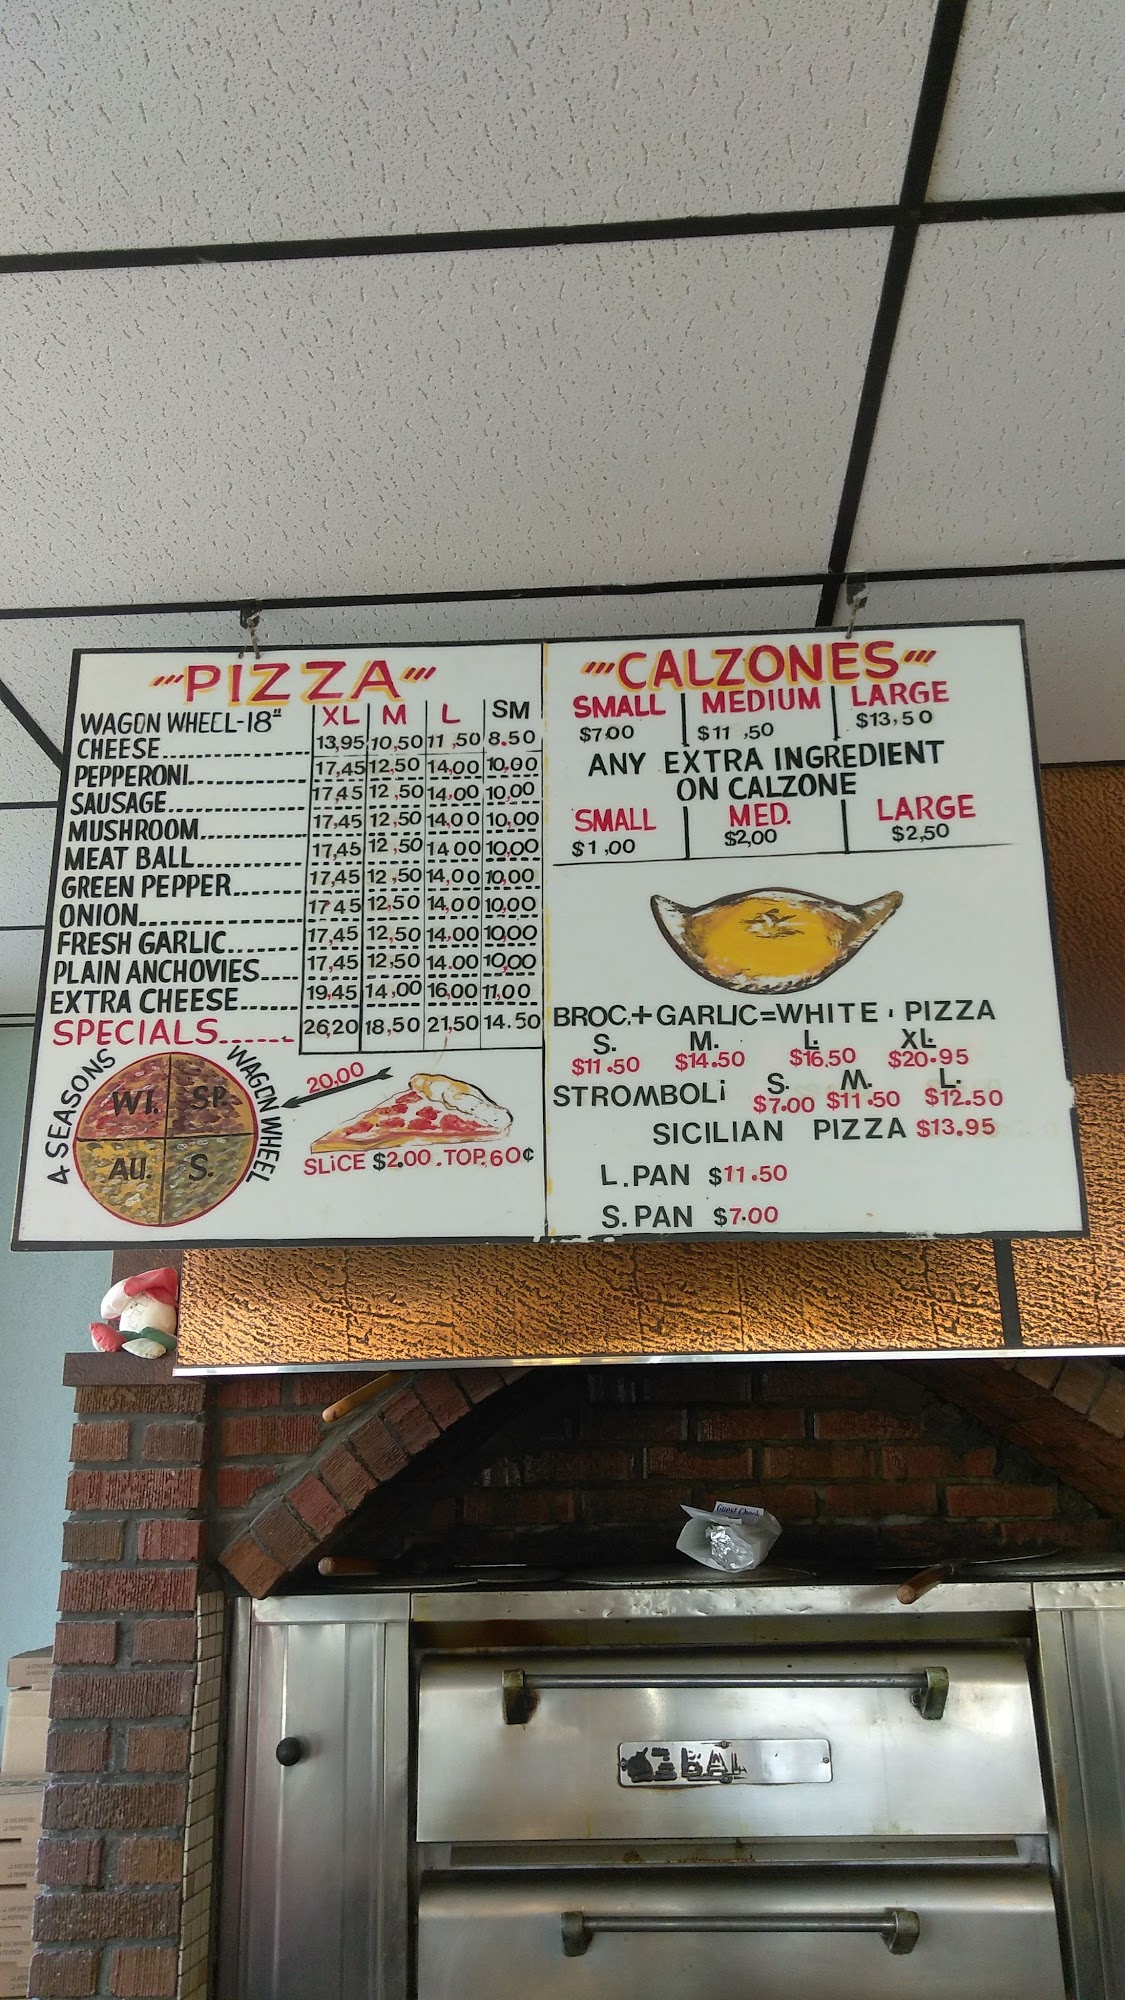 PIZZA
WAGON WHEEL-18" XL M L SM
CHEESE 13,95 10,50 11,50 8.50
PEPPERONI 17,45 12,50 14,00 10,00
SAUSAGE 17,45 12,50 14,00 10,00
MUSHROOM 17,45 12,50 14,00 10,00
MEAT BALL 17,45 12,50 14 00 10,00
GREEN PEPPER 17,45 12,50 14,00 10,00
ONION 17 45 12,50 14,00 10,00
FRESH GARLIC 17,45 12,50 14,00 10,00
PLAIN ANCHOVIES 17,45 12,50 14.00 10,00
EXTRA CHEESE 19,45 14,00 16,00 11,00
SPECIALS 26,20 18,50 21,50 14.50
4 SEASONS WAGON WHEEL 20.00
WI. SP.
AU. S.
SLiCE $2.00.TOP.60¢
CALZONES
SMALL MEDIUM LARGE
$7.00 $11,50 $13,50
ANY EXTRA INGREDIENT
ON CALZONE
SMALL MED. LARGE
$1,00 $2,00 $2,50
BROC.+GARLIC=WHITE PIZZA
S. M. L. XL.
$11.50 $14.50 $16,50 $20.95
STROMBOLi S. M. L.
$7.00 $11.50 $12.50
SICILIAN PIZZA $13.95
L.PAN $11.50
S.PAN $7.00
Guest Check